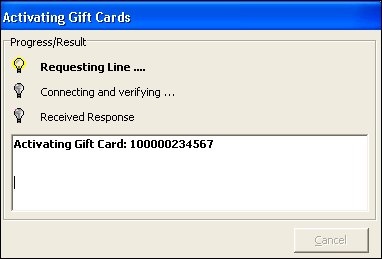 Activating Gift Cards
Progress/Result
Requesting Line ....
Connecting and verifying ...
Received Response
Activating Gift Card: 100000234567
Cancel